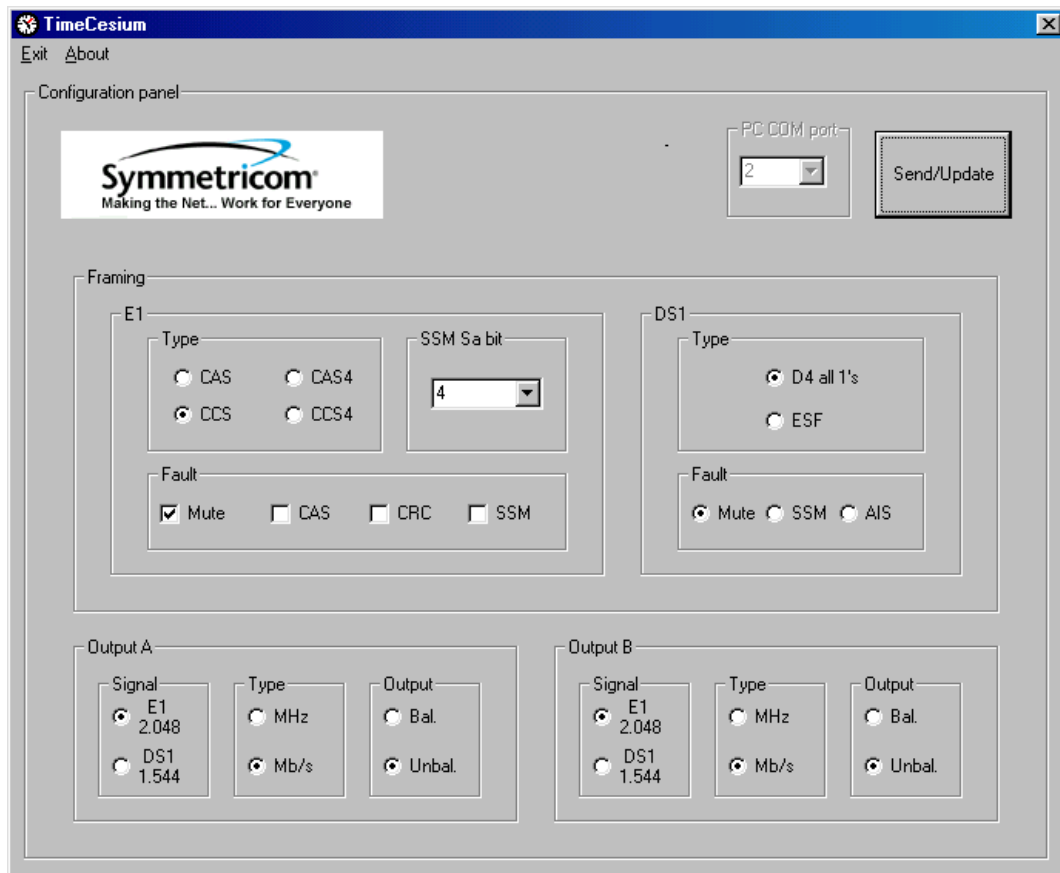 TimeCesium
Exit About
Configuration panel
Symmetricom
Making the Net... Work for Everyone
PC COM port
2
Send/Update
Framing
E1
Type
CAS CAS4
CCS CCS4
SSM Sa bit
4
Fault
Mute CAS CRC SSM
DS1
Type
D4 all 1's
ESF
Fault
Mute SSM AIS
Output A
Signal
E1
2.048
DS1
1.544
Type
MHz
Mb/s
Output
Bal.
Unbal.
Output B
Signal
E1
2.048
DS1
1.544
Type
MHz
Mb/s
Output
Bal.
Unbal.